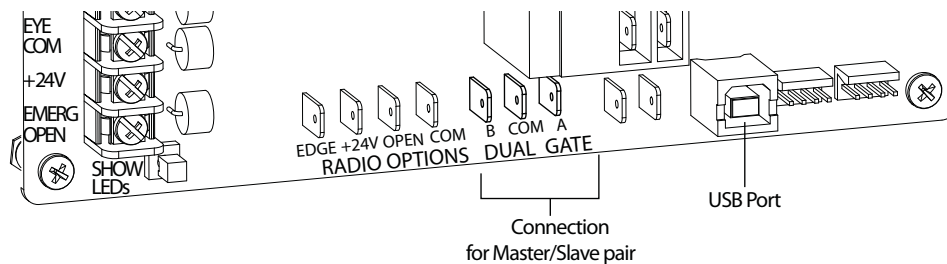 EYE
COM
+24V
EMERG
OPEN
SHOW
LEDs
EDGE +24V OPEN COM
RADIO OPTIONS
B COM A
DUAL GATE
USB Port
Connection
for Master/Slave pair